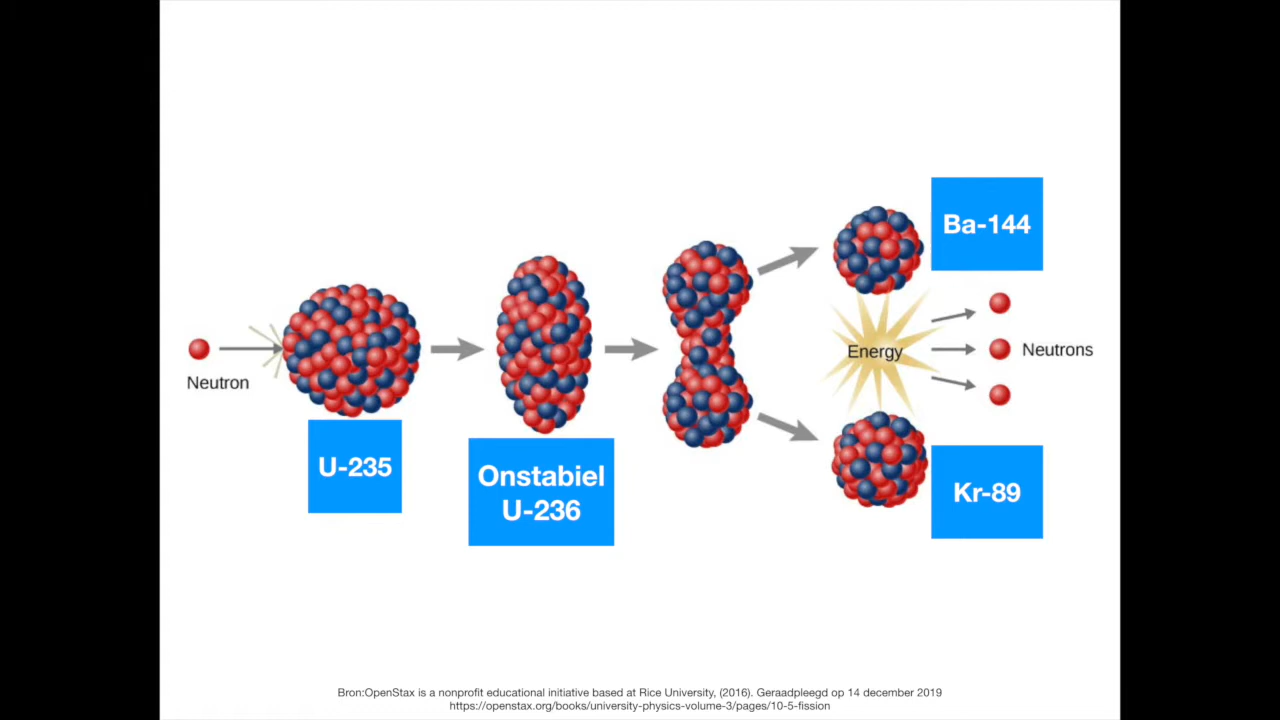 Neutron
U-235
Onstabiel
U-236
Ba-144
Energy
Neutrons
Kr-89
Bron:OpenStax is a nonprofit educational initiative based at Rice University, (2016). Geraadpleegd op 14 december 2019
https://openstax.org/books/university-physics-volume-3/pages/10-5-fission